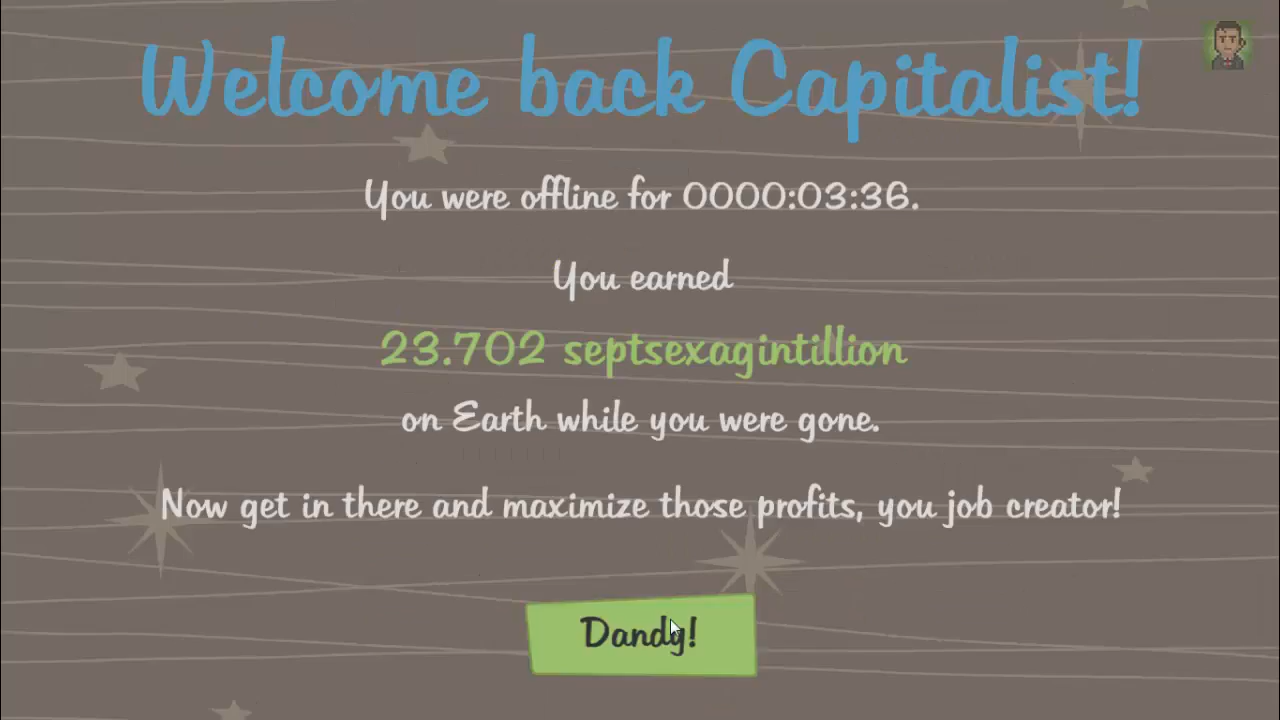 Welcome back Capitalist!
You were offline for 0000:03:36.
You earned
23.702 septsexagintillion
on Earth while you were gone.
Now get in there and maximize those profits, you job creator!
Dandy!